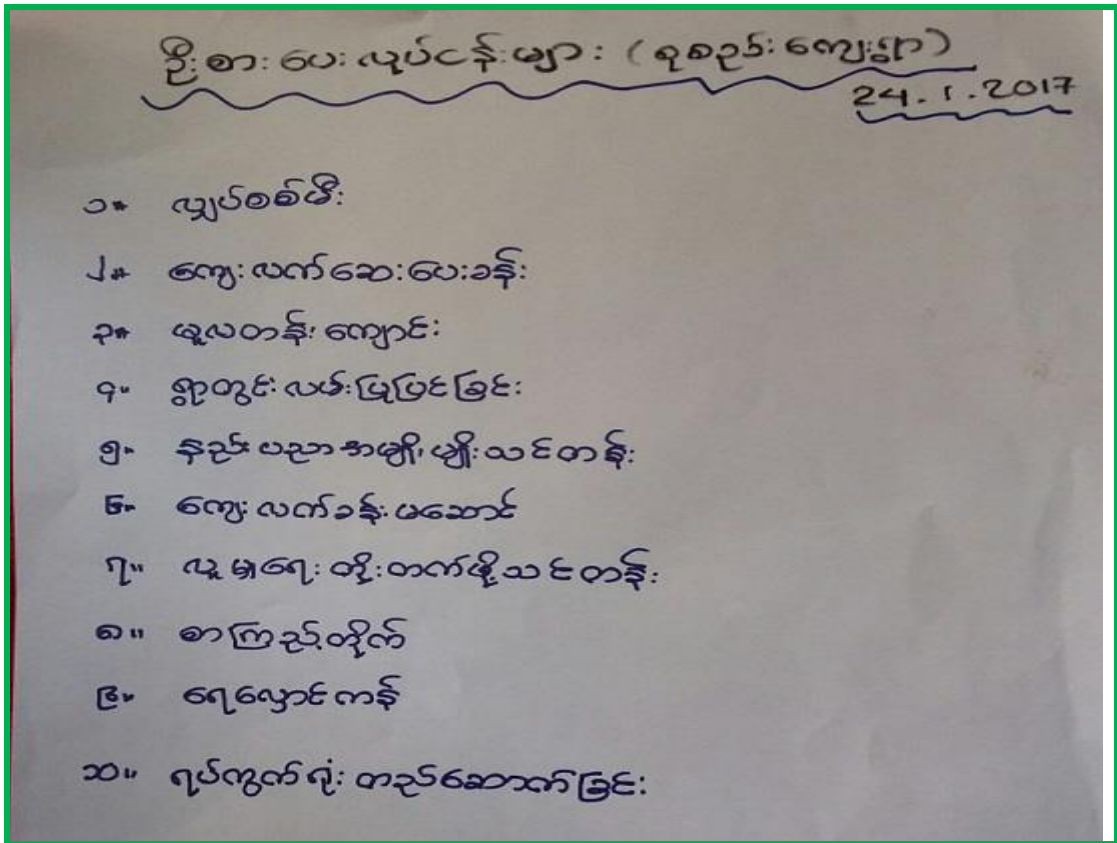 ဦးစားပေးလုပ်ငန်းများ (စုစည်းကျေးရွာ)
24.1.2017
၁။ လျှပ်စစ်မီး
၂။ ကျေးလက်ဆေးပေးခန်း
၃။ မူလတန်းကျောင်း
၄။ ရွာတွင်းလမ်းပြုပြင်ခြင်း
၅။ နည်းပညာအမျိုးမျိုးသင်တန်း
၆။ ကျေးလက်ခန်းမဆောင်
၇။ လူမှုရေးတိုးတက်ဖို့သင်တန်း
၈။ စာကြည့်တိုက်
၉။ ရေလှောင်ကန်
၁၀။ ရပ်ကွက်ရုံးတည်ဆောက်ခြင်း